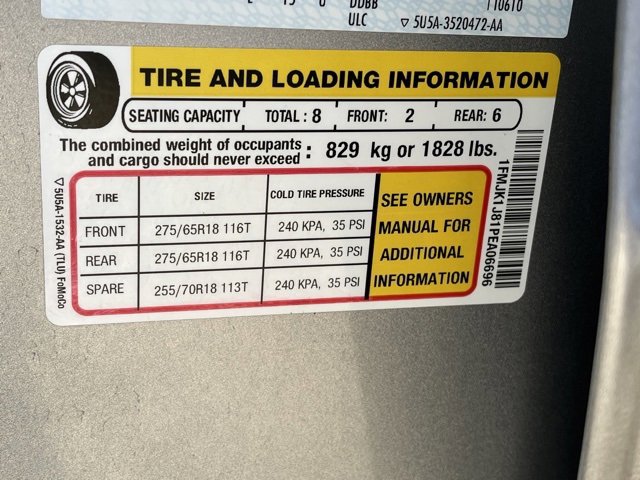 DDBB 110610
ULC ▽ 5U5A-3520472-AA
TIRE AND LOADING INFORMATION
SEATING CAPACITY TOTAL : 8 FRONT: 2 REAR: 6
The combined weight of occupants
and cargo should never exceed : 829 kg or 1828 lbs.
TIRE SIZE COLD TIRE PRESSURE
FRONT 275/65R18 116T 240 KPA, 35 PSI
REAR 275/65R18 116T 240 KPA, 35 PSI
SPARE 255/70R18 113T 240 KPA, 35 PSI
SEE OWNERS
MANUAL FOR
ADDITIONAL
INFORMATION
▽ 5U5A-1532-AA (TLU) FoMoCo
1FMJK1J81PEA06696